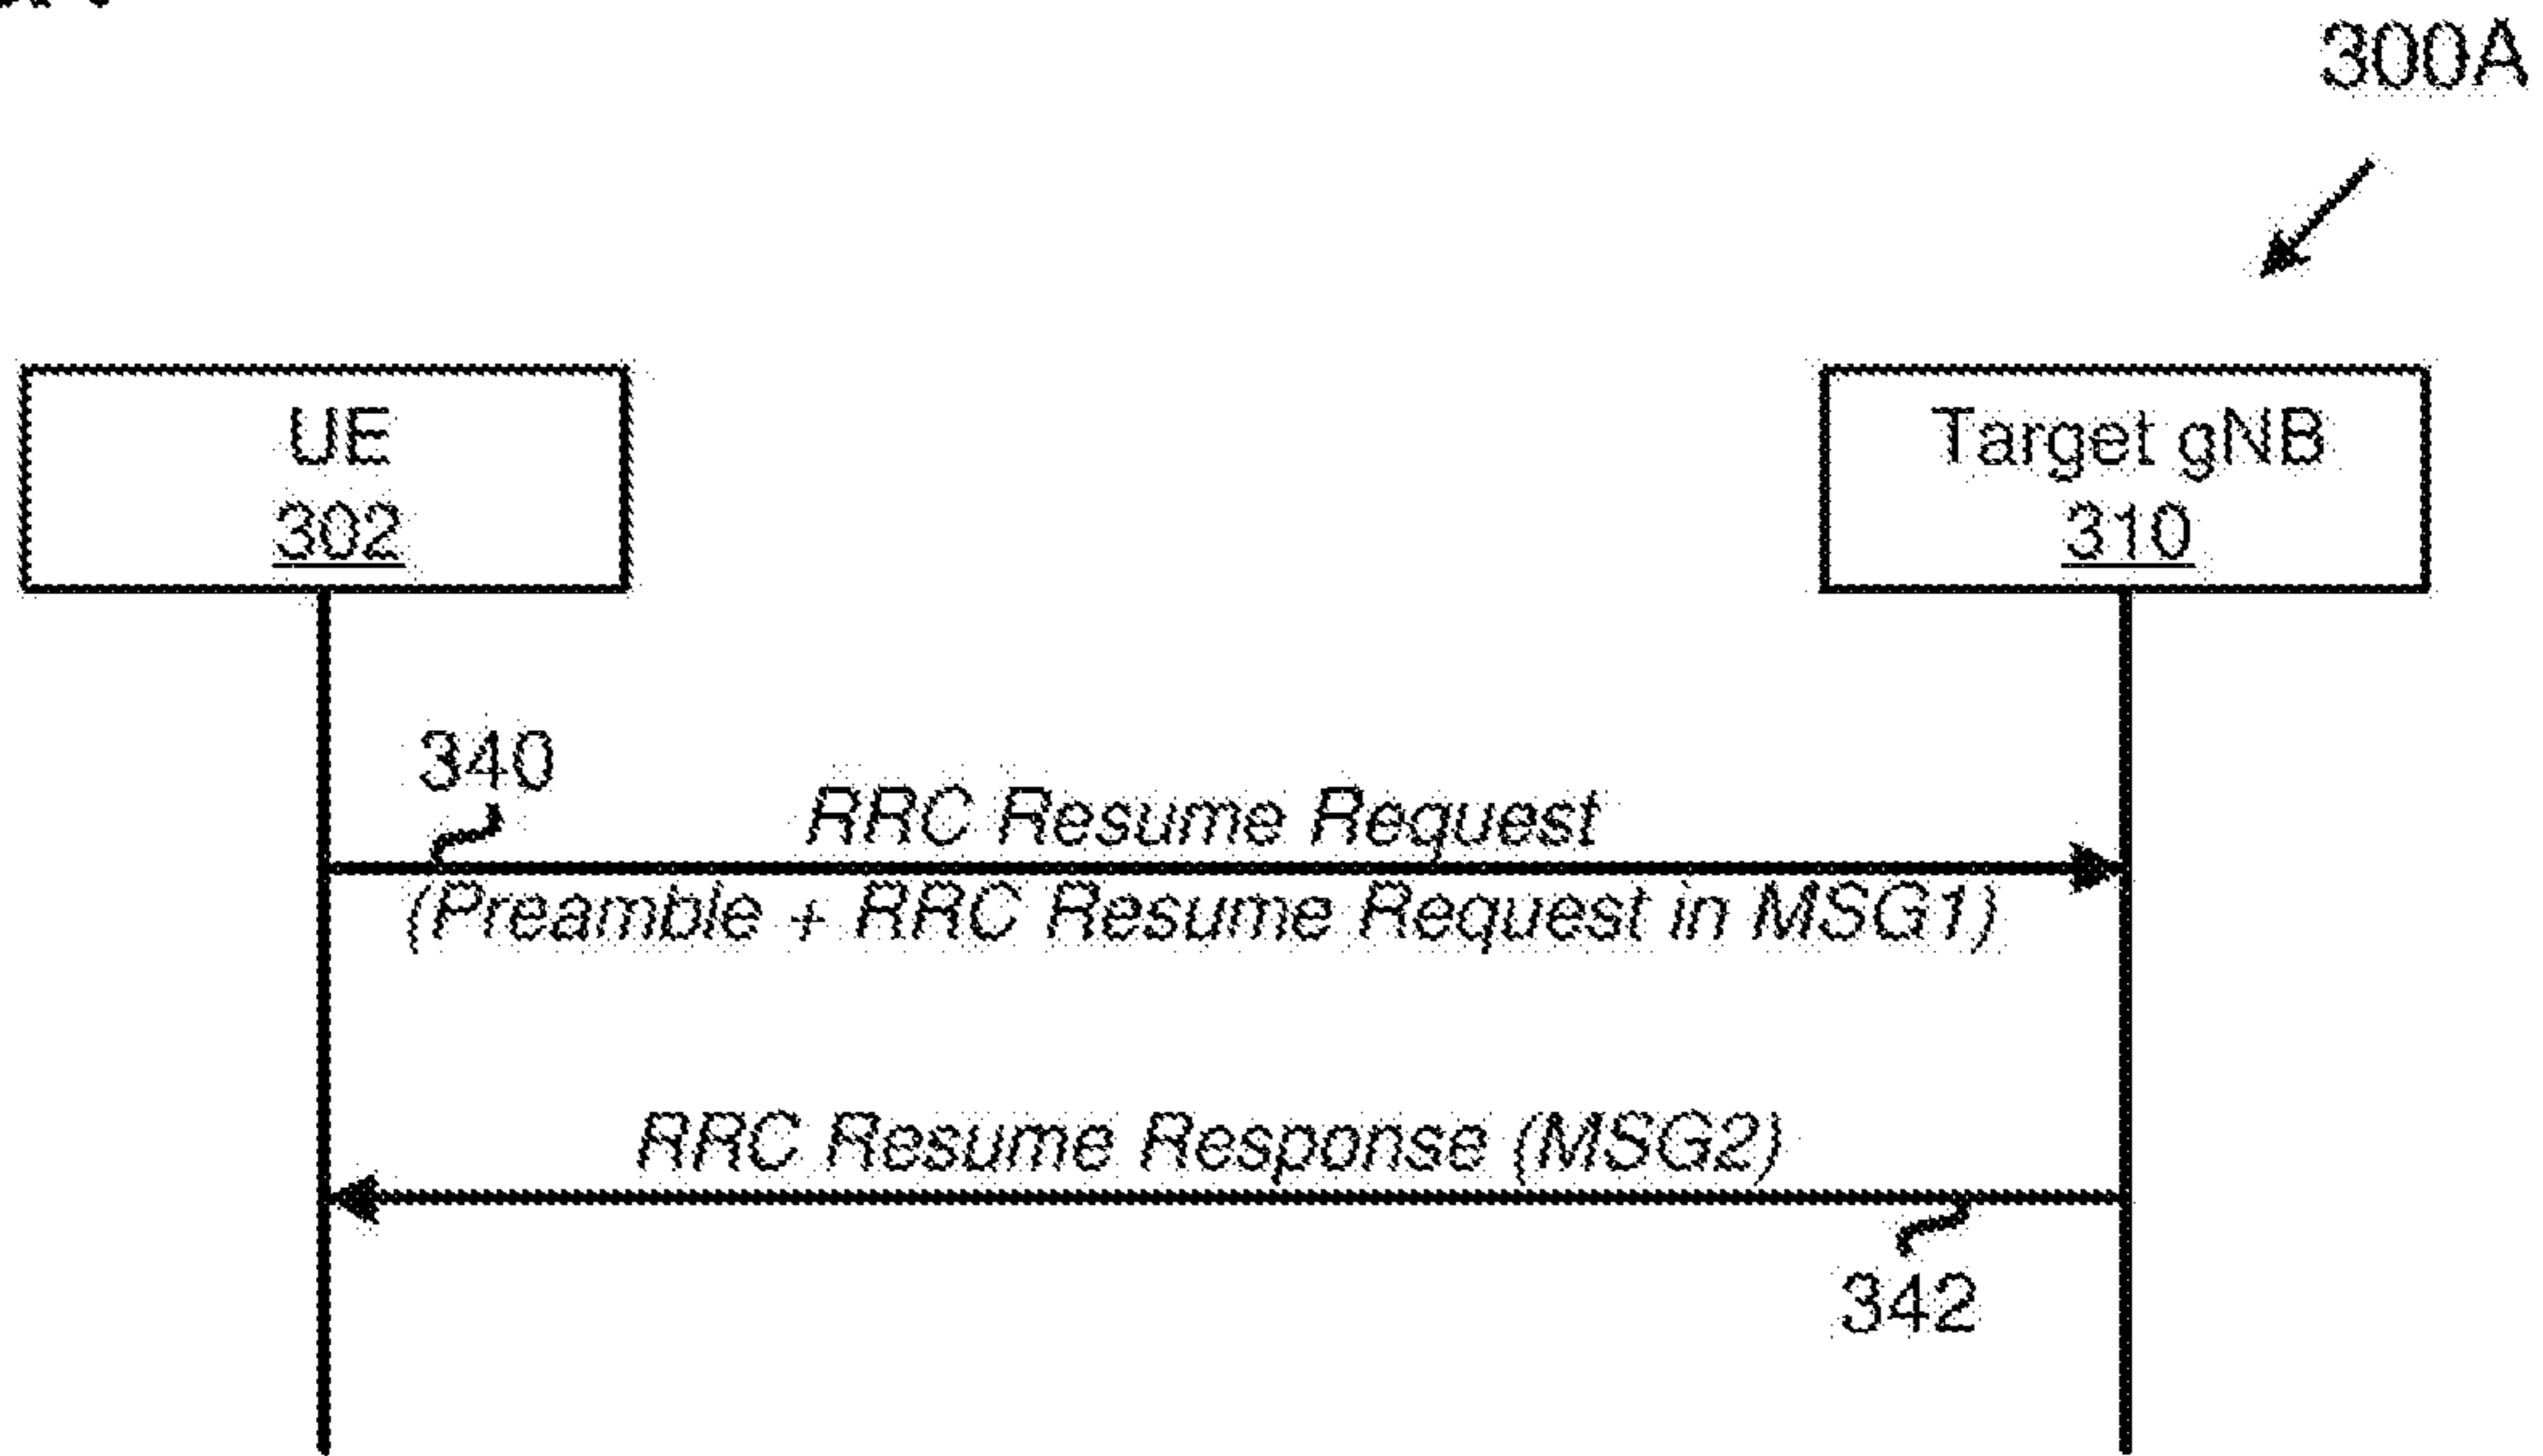 300A
UE
302
Target gNB
310
340
RRC Resume Request
(Preamble + RRC Resume Request in MSG1)
RRC Resume Response (MSG2)
342